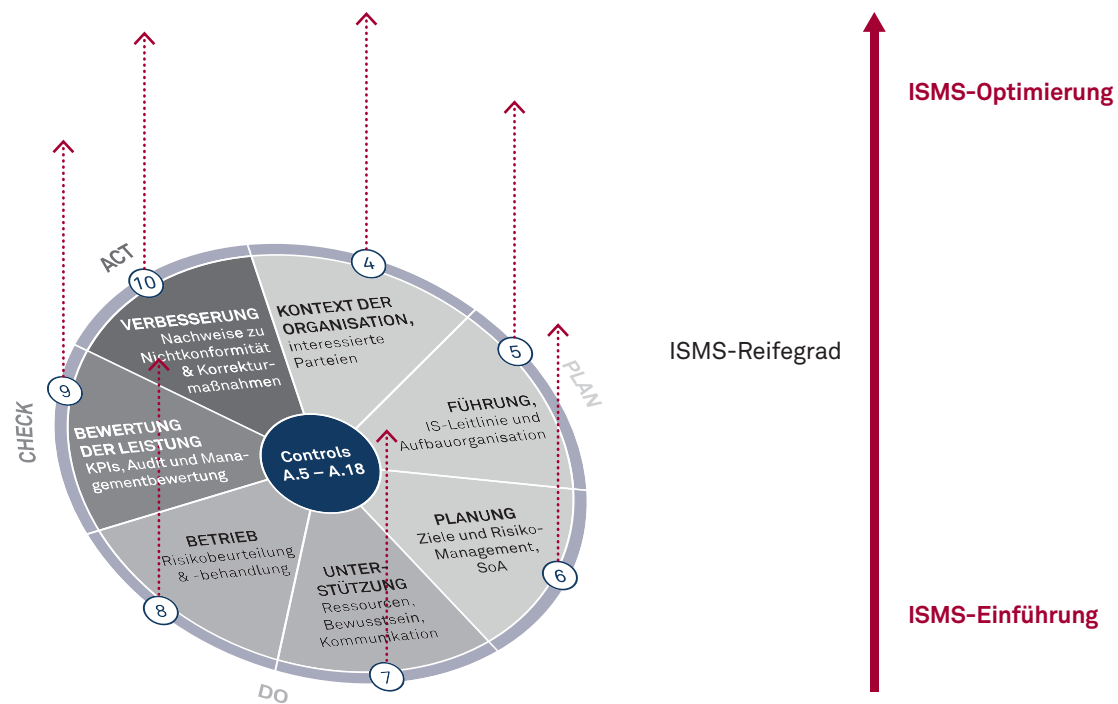 ISMS-Optimierung
ACT
10
4
VERBESSERUNG
Nachweise zu
Nichtkonformität
& Korrektur-
maßnahmen
KONTEXT DER
ORGANISATION,
interessierte
Parteien
5
PLAN
ISMS-Reifegrad
9
CHECK
FÜHRUNG,
IS-Leitlinie und
Aufbauorganisation
BEWERTUNG
DER LEISTUNG
KPIs, Audit und Mana-
gementbewertung
Controls
A.5 – A.18
PLANUNG
Ziele und Risiko-
Management,
SoA
6
BETRIEB
Risikobeurteilung
& -behandlung
8
UNTER-
STÜTZUNG
Ressourcen,
Bewusstsein,
Kommunikation
7
DO
ISMS-Einführung